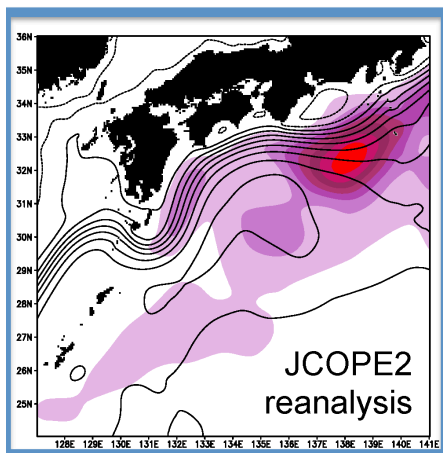 36N
35N
34N
33N
32N
31N
30N
29N
28N
27N
26N
25N
JCOPE2
reanalysis
128E 129E 130E 131E 132E 133E 134E 135E 136E 137E 138E 139E 140E 141E